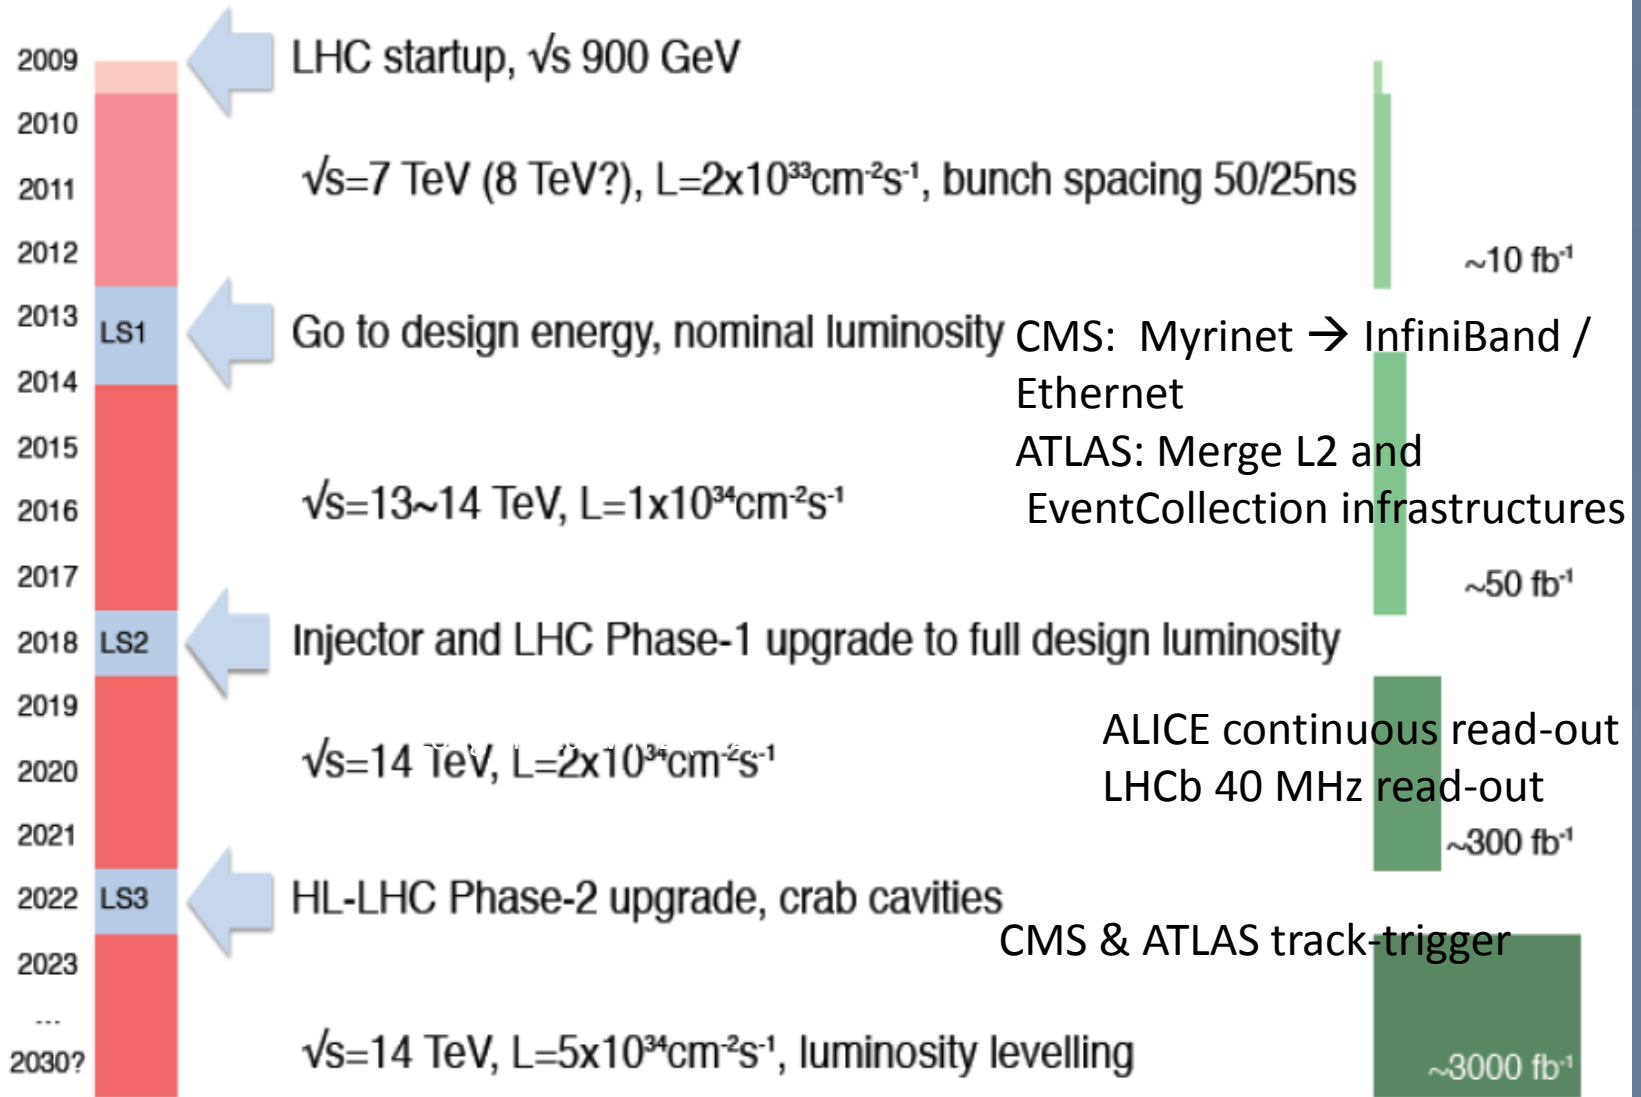 2009
LHC startup, √s 900 GeV
2010
2011
√s=7 TeV (8 TeV?), L=2x10³³cm⁻²s⁻¹, bunch spacing 50/25ns
2012
~10 fb⁻¹
2013
LS1
Go to design energy, nominal luminosity
CMS: Myrinet → InfiniBand /
Ethernet
2014
2015
ATLAS: Merge L2 and
EventCollection infrastructures
2016
√s=13~14 TeV, L=1x10³⁴cm⁻²s⁻¹
2017
~50 fb⁻¹
2018
LS2
Injector and LHC Phase-1 upgrade to full design luminosity
2019
ALICE continuous read-out
LHCb 40 MHz read-out
2020
√s=14 TeV, L=2x10³⁴cm⁻²s⁻¹
2021
~300 fb⁻¹
2022
LS3
HL-LHC Phase-2 upgrade, crab cavities
CMS & ATLAS track-trigger
2023
...
2030?
√s=14 TeV, L=5x10³⁴cm⁻²s⁻¹, luminosity levelling
~3000 fb⁻¹